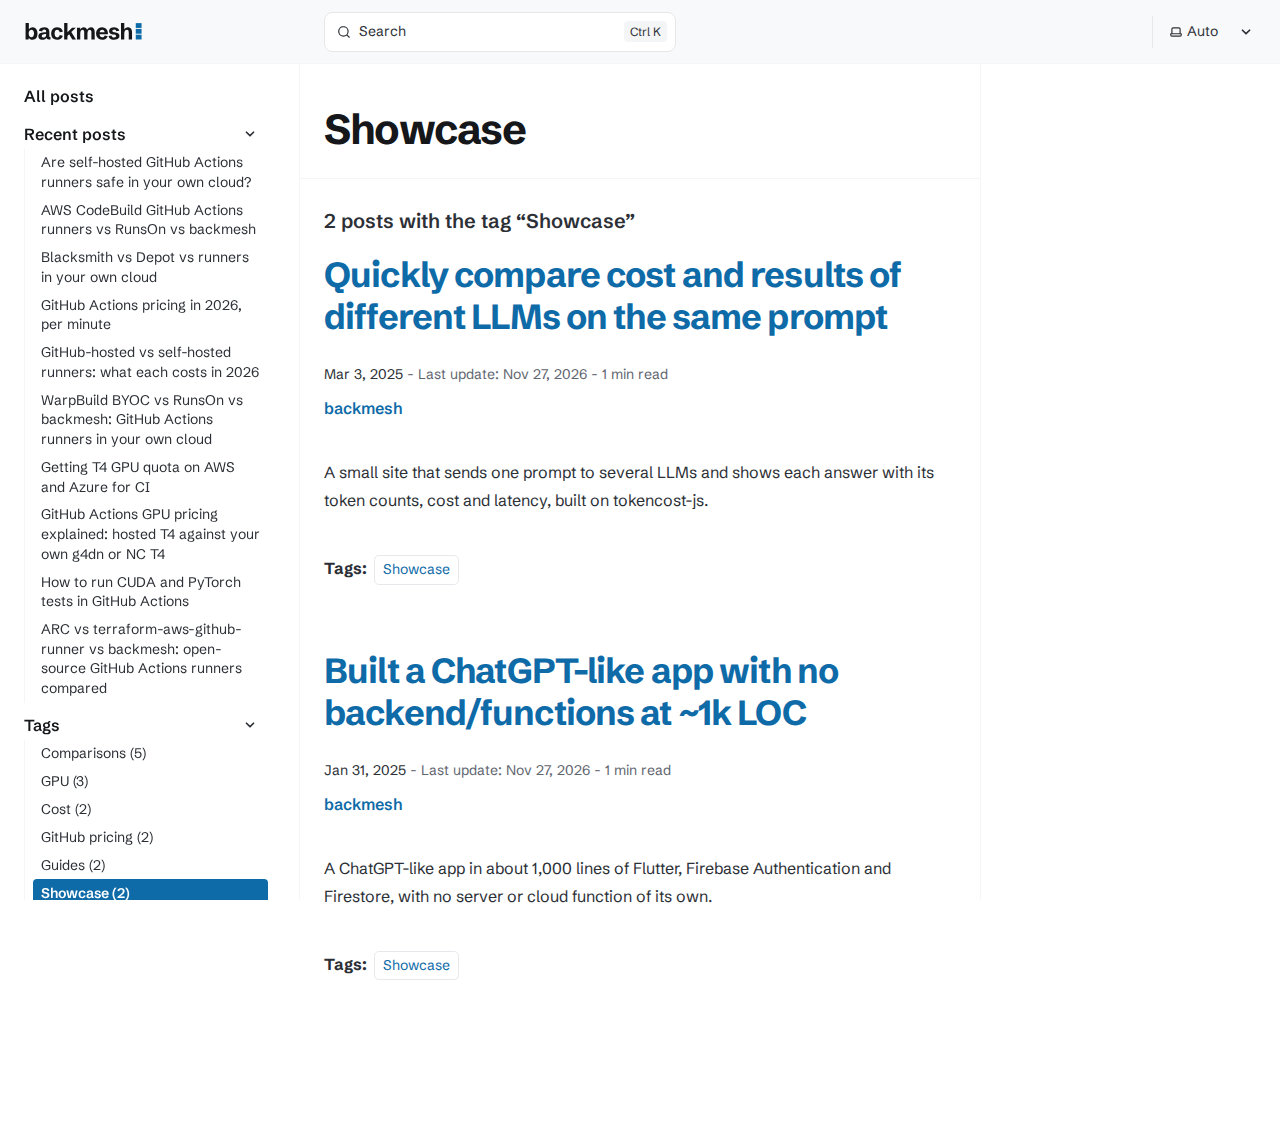 backmesh
Search
Ctrl K
Auto
All posts
Recent posts
Are self-hosted GitHub Actions
runners safe in your own cloud?
AWS CodeBuild GitHub Actions
runners vs RunsOn vs backmesh
Blacksmith vs Depot vs runners
in your own cloud
GitHub Actions pricing in 2026,
per minute
GitHub-hosted vs self-hosted
runners: what each costs in 2026
WarpBuild BYOC vs RunsOn vs
backmesh: GitHub Actions
runners in your own cloud
Getting T4 GPU quota on AWS
and Azure for CI
GitHub Actions GPU pricing
explained: hosted T4 against your
own g4dn or NC T4
How to run CUDA and PyTorch
tests in GitHub Actions
ARC vs terraform-aws-github-
runner vs backmesh: open-
source GitHub Actions runners
compared
Tags
Comparisons (5)
GPU (3)
Cost (2)
GitHub pricing (2)
Guides (2)
Showcase (2)
Showcase
2 posts with the tag “Showcase”
Quickly compare cost and results of
different LLMs on the same prompt
Mar 3, 2025 - Last update: Nov 27, 2026 - 1 min read
backmesh
A small site that sends one prompt to several LLMs and shows each answer with its
token counts, cost and latency, built on tokencost-js.
Tags: Showcase
Built a ChatGPT-like app with no
backend/functions at ~1k LOC
Jan 31, 2025 - Last update: Nov 27, 2026 - 1 min read
backmesh
A ChatGPT-like app in about 1,000 lines of Flutter, Firebase Authentication and
Firestore, with no server or cloud function of its own.
Tags: Showcase